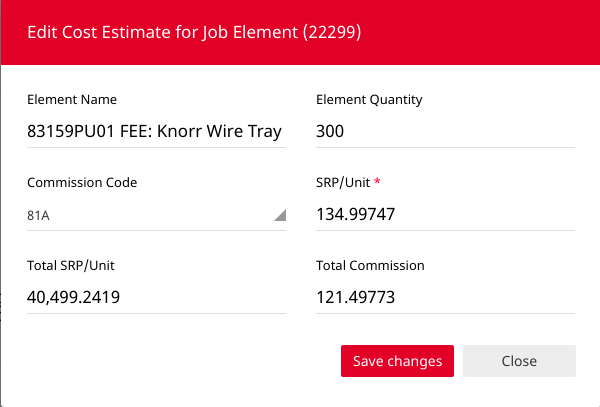 Edit Cost Estimate for Job Element (22299)
Element Name
Element Quantity
83159PU01 FEE: Knorr Wire Tray
300
Commission Code
SRP/Unit *
81A
134.99747
Total SRP/Unit
Total Commission
40,499.2419
121.49773
Save changes
Close